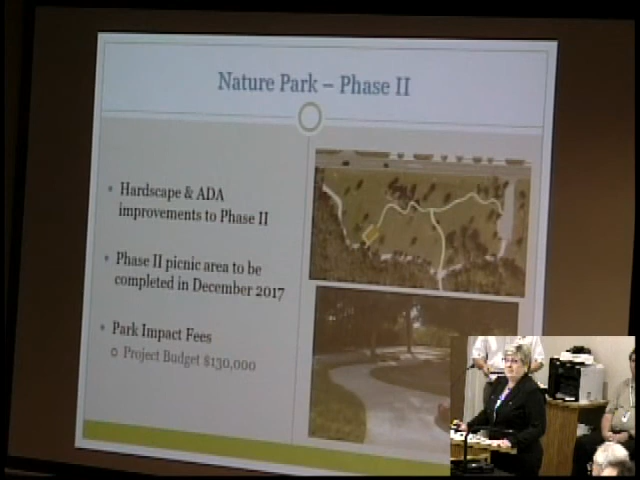 Nature Park – Phase II
Hardscape & ADA
improvements to Phase II
Phase II picnic area to be
completed in December 2017
Park Impact Fees
Project Budget $130,000